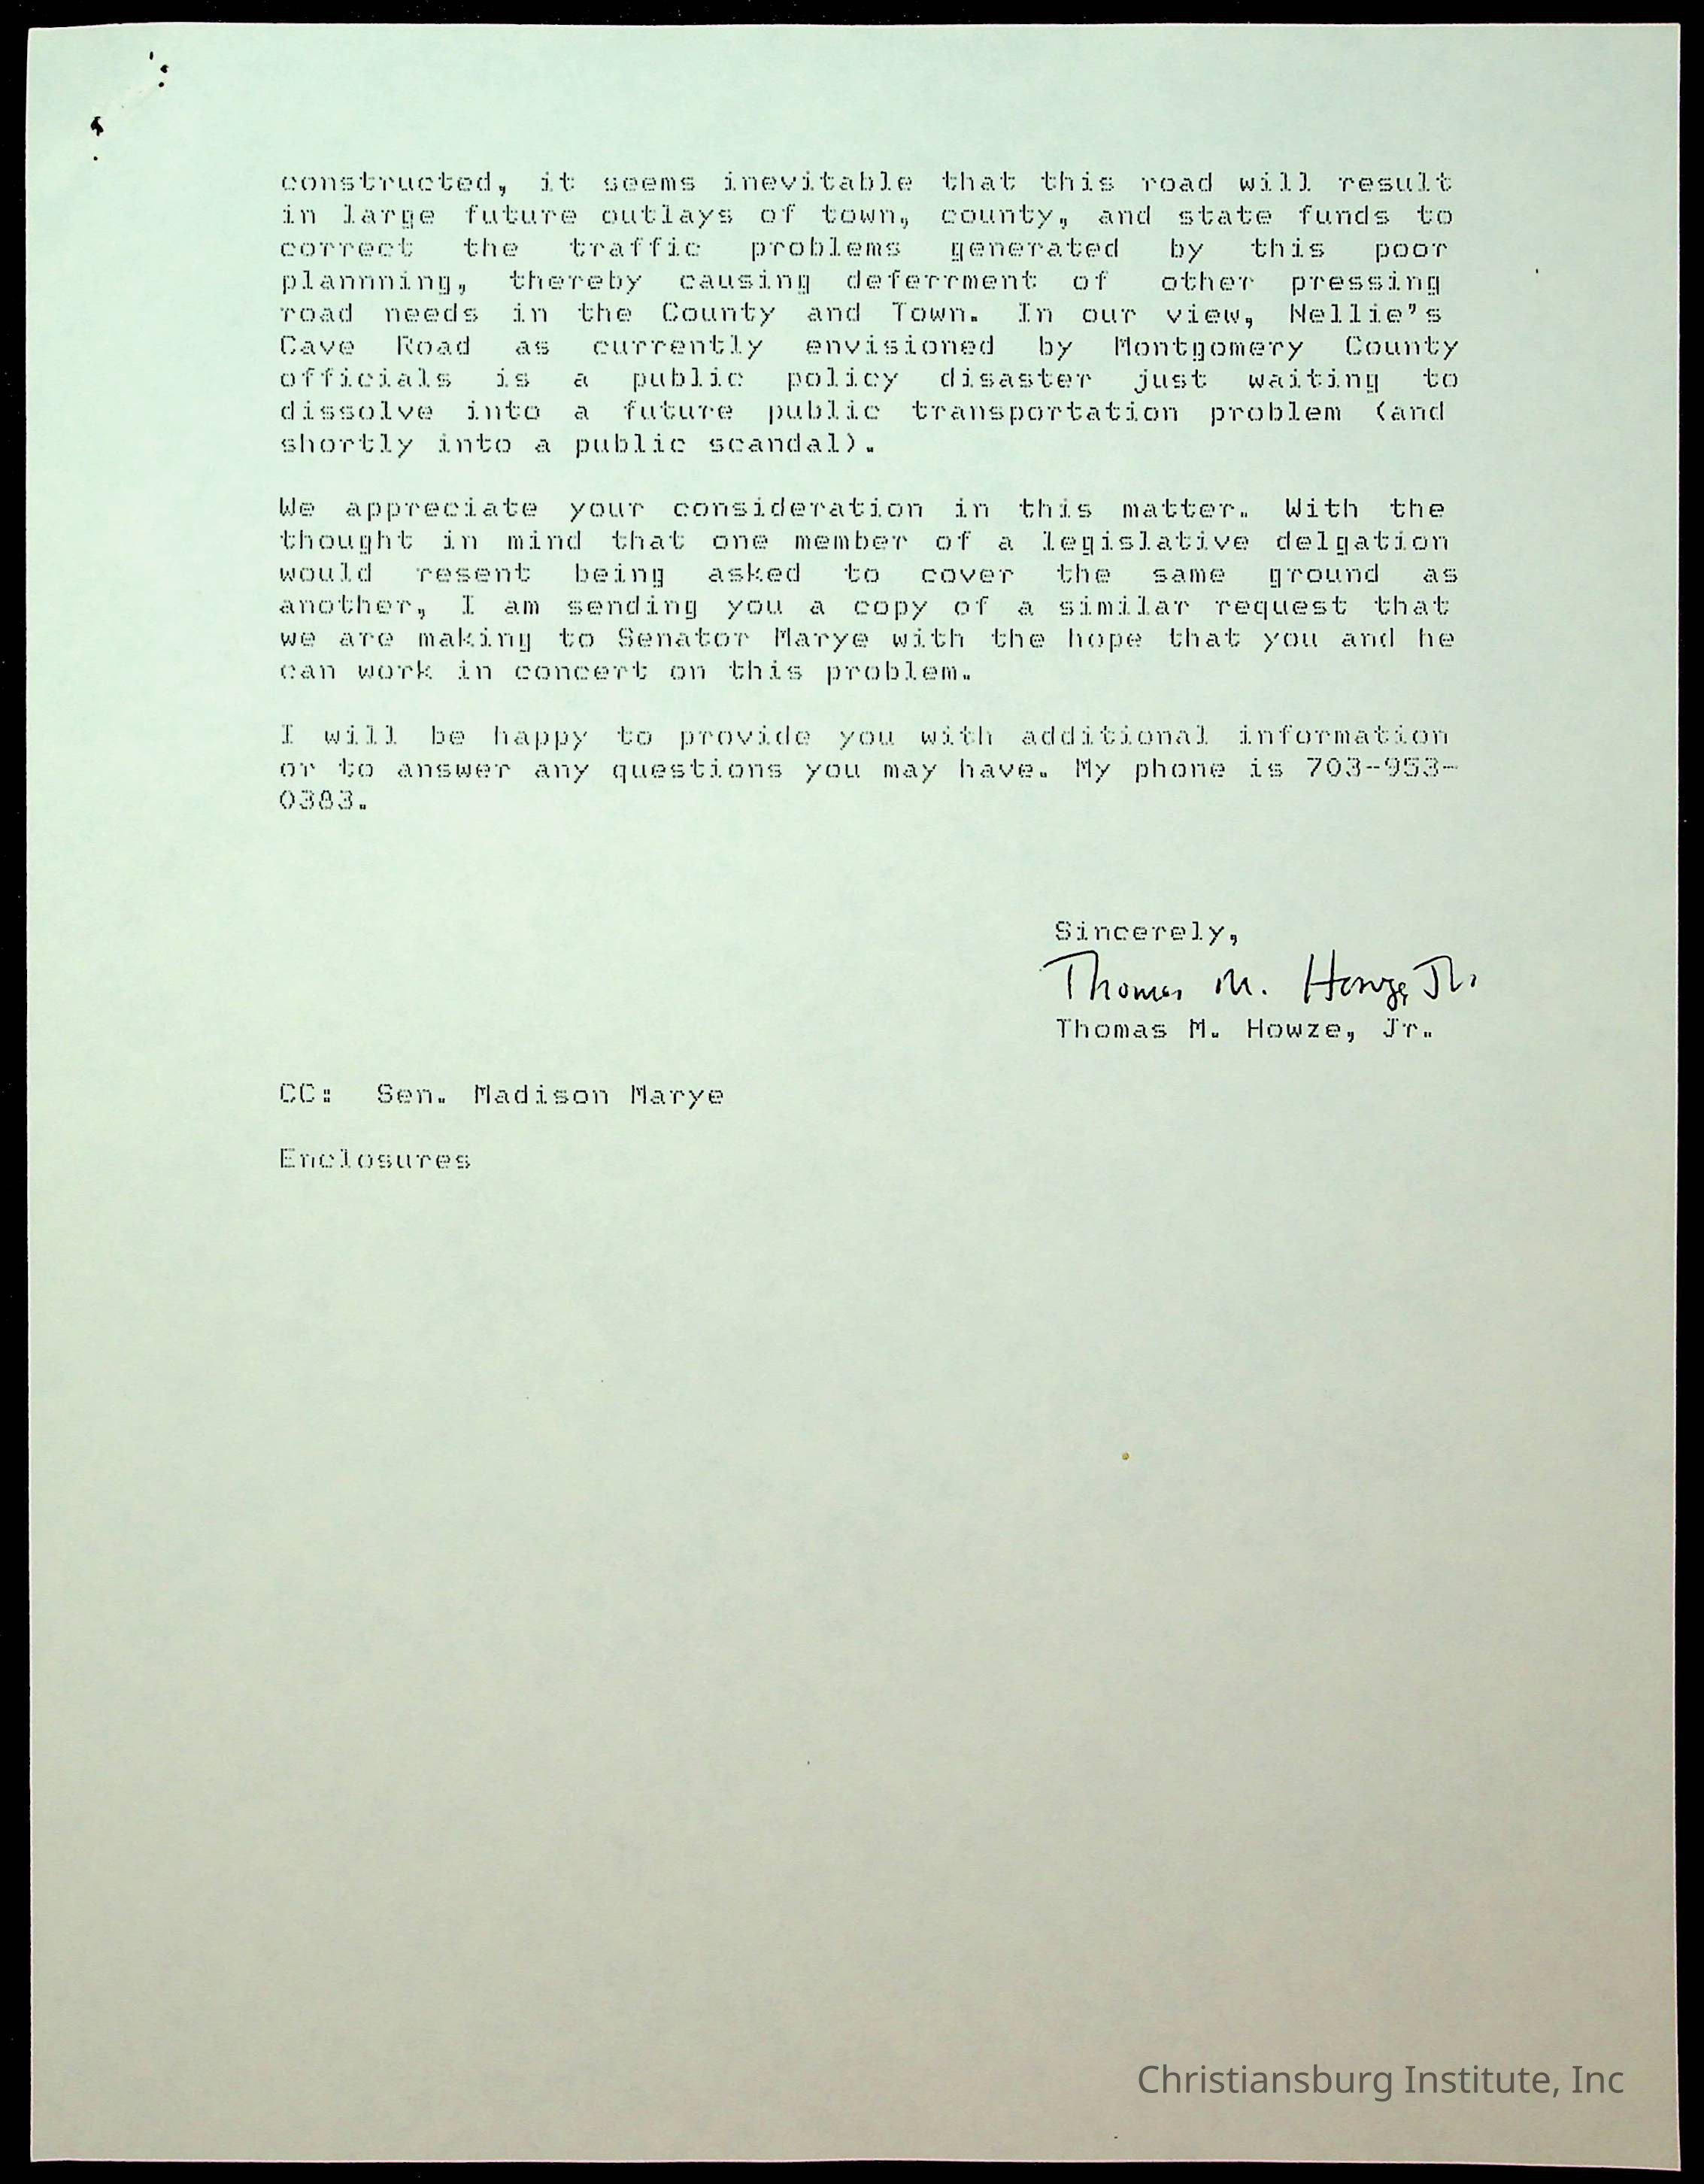 constructed, it seems inevitable that this road will result
in large future outlays of town, county, and state funds to
correct the traffic problems generated by this poor
plannning, thereby causing deferrment of other pressing
road needs in the County and Town. In our view, Nellie's
Cave Road as currently envisioned by Montgomery County
officials is a public policy disaster just waiting to
dissolve into a future public transportation problem (and
shortly into a public scandal).
We appreciate your consideration in this matter. With the
thought in mind that one member of a legislative delgation
would resent being asked to cover the same ground as
another, I am sending you a copy of a similar request that
we are making to Senator Marye with the hope that you and he
can work in concert on this problem.
I will be happy to provide you with additional information
or to answer any questions you may have. My phone is 703-953-
0383.
Sincerely,
Thomas M. Howze, Jr.
Thomas M. Howze, Jr.
CC: Sen. Madison Marye
Enclosures
Christiansburg Institute, Inc